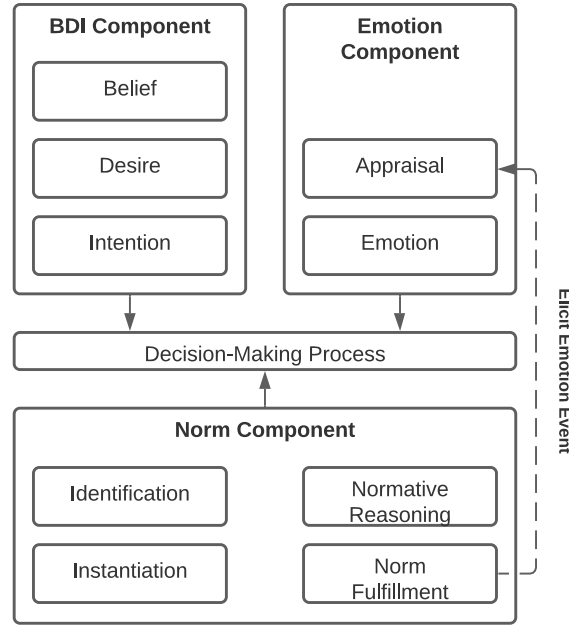 BDI Component
Belief
Desire
Intention
Emotion
Component
Appraisal
Emotion
Elicit Emotion Event
Decision-Making Process
Norm Component
Identification
Normative
Reasoning
Instantiation
Norm
Fulfillment